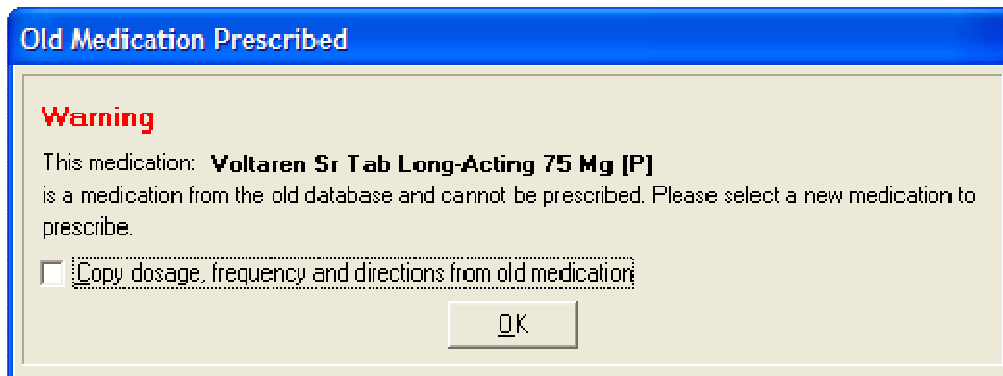 Old Medication Prescribed
Warning
This medication: Voltaren Sr Tab Long-Acting 75 Mg [P]
is a medication from the old database and cannot be prescribed. Please select a new medication to
prescribe.
Copy dosage, frequency and directions from old medication
OK